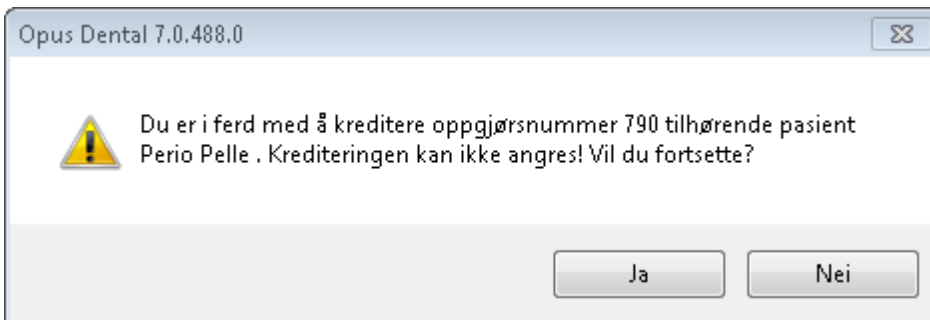 Opus Dental 7.0.488.0
Du er i ferd med å kreditere oppgjørsnummer 790 tilhørende pasient
Perio Pelle . Krediteringen kan ikke angres! Vil du fortsette?
Ja
Nei